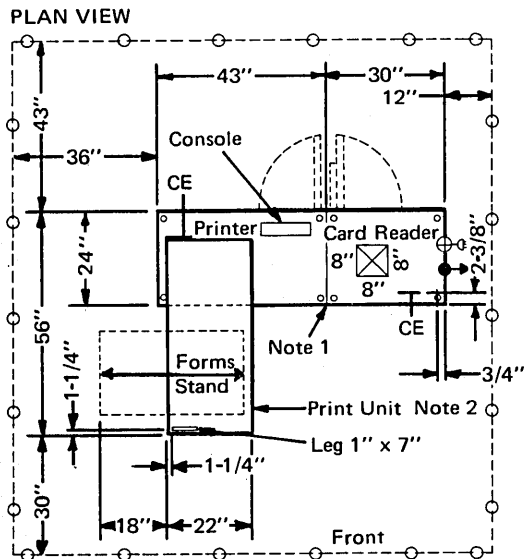 PLAN VIEW
43″
30″
12″
43″
Console
36″
CE
Printer
Card Reader
24″
8″
8″
8″
2-3/8″
CE
56″
Note 1
3/4″
1-1/4″
Forms
Stand
Print Unit Note 2
Leg 1″ x 7″
1-1/4″
30″
18″
22″
Front